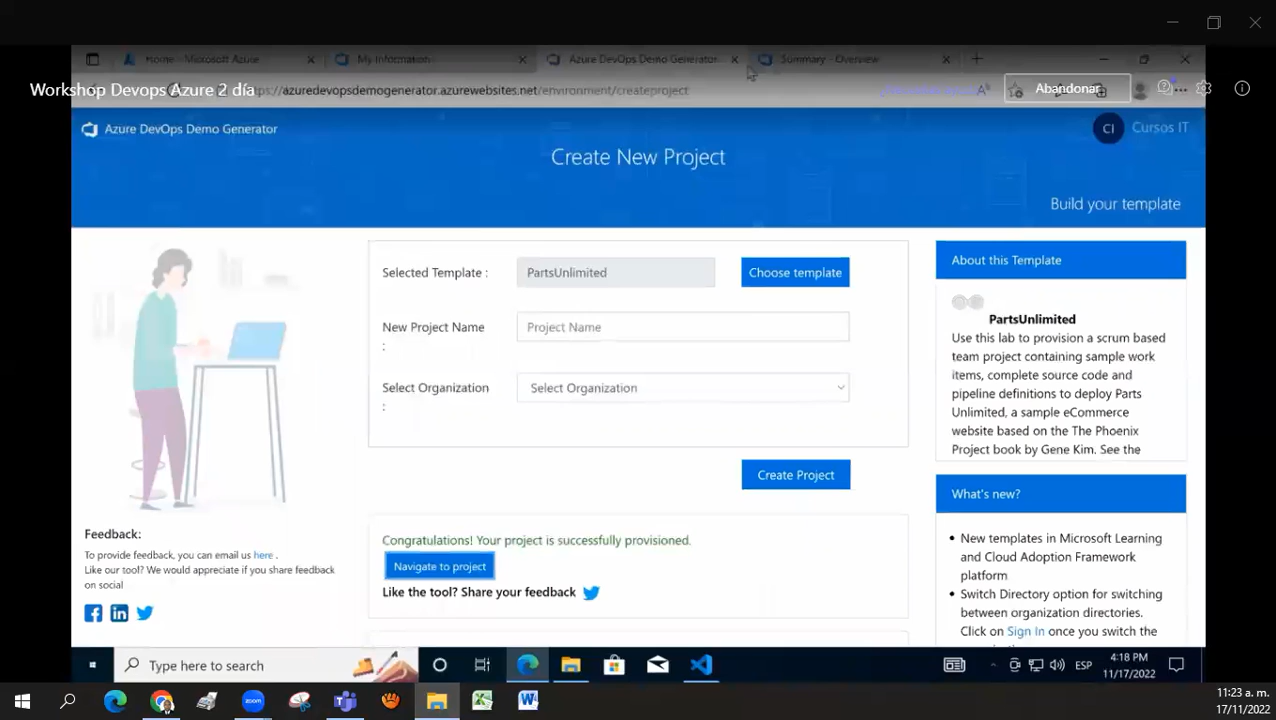 Home - Microsoft Azure
My Information
Azure DevOps Demo Generator
Summary - Overview
Workshop Devops Azure 2 día
https://azuredevopsdemogenerator.azurewebsites.net/environment/createproject
Abandonar
Azure DevOps Demo Generator
CI
Cursos IT
Create New Project
Build your template
Selected Template :
PartsUnlimited
Choose template
New Project Name
:
Project Name
Select Organization
:
Select Organization
Create Project
Congratulations! Your project is successfully provisioned.
Navigate to project
Like the tool? Share your feedback
About this Template
PartsUnlimited
Use this lab to provision a scrum based
team project containing sample work
items, complete source code and
pipeline definitions to deploy Parts
Unlimited, a sample eCommerce
website based on the The Phoenix
Project book by Gene Kim. See the
What's new?
New templates in Microsoft Learning
and Cloud Adoption Framework
platform
Switch Directory option for switching
between organization directories.
Click on Sign In once you switch the
Feedback:
To provide feedback, you can email us here .
Like our tool? We would appreciate if you share feedback
on social
Type here to search
ESP
4:18 PM
11/17/2022
11:23 a. m.
17/11/2022